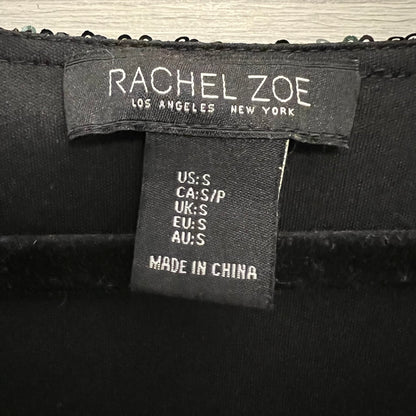 RACHEL ZOE
LOS ANGELES NEW YORK
US:S
CA:S/P
UK:S
EU:S
AU:S
MADE IN CHINA